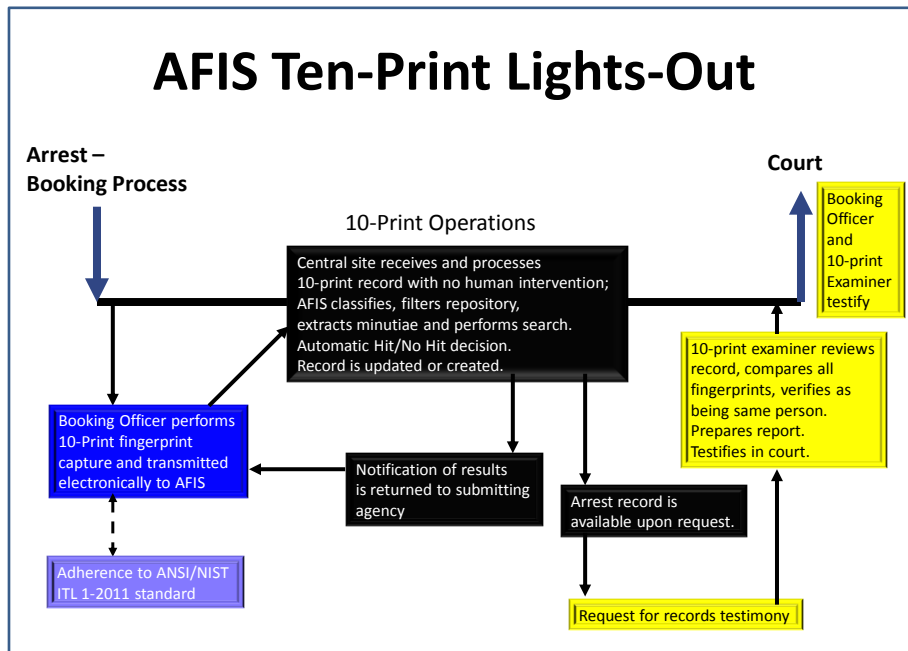 AFIS Ten-Print Lights-Out
Arrest –
Booking Process
Court
Booking
Officer
and
10-print
Examiner
testify
10-Print Operations
Central site receives and processes
10-print record with no human intervention;
AFIS classifies, filters repository,
extracts minutiae and performs search.
Automatic Hit/No Hit decision.
Record is updated or created.
10-print examiner reviews
record, compares all
fingerprints, verifies as
being same person.
Prepares report.
Testifies in court.
Booking Officer performs
10-Print fingerprint
capture and transmitted
electronically to AFIS
Notification of results
is returned to submitting
agency
Arrest record is
available upon request.
Adherence to ANSI/NIST
ITL 1-2011 standard
Request for records testimony